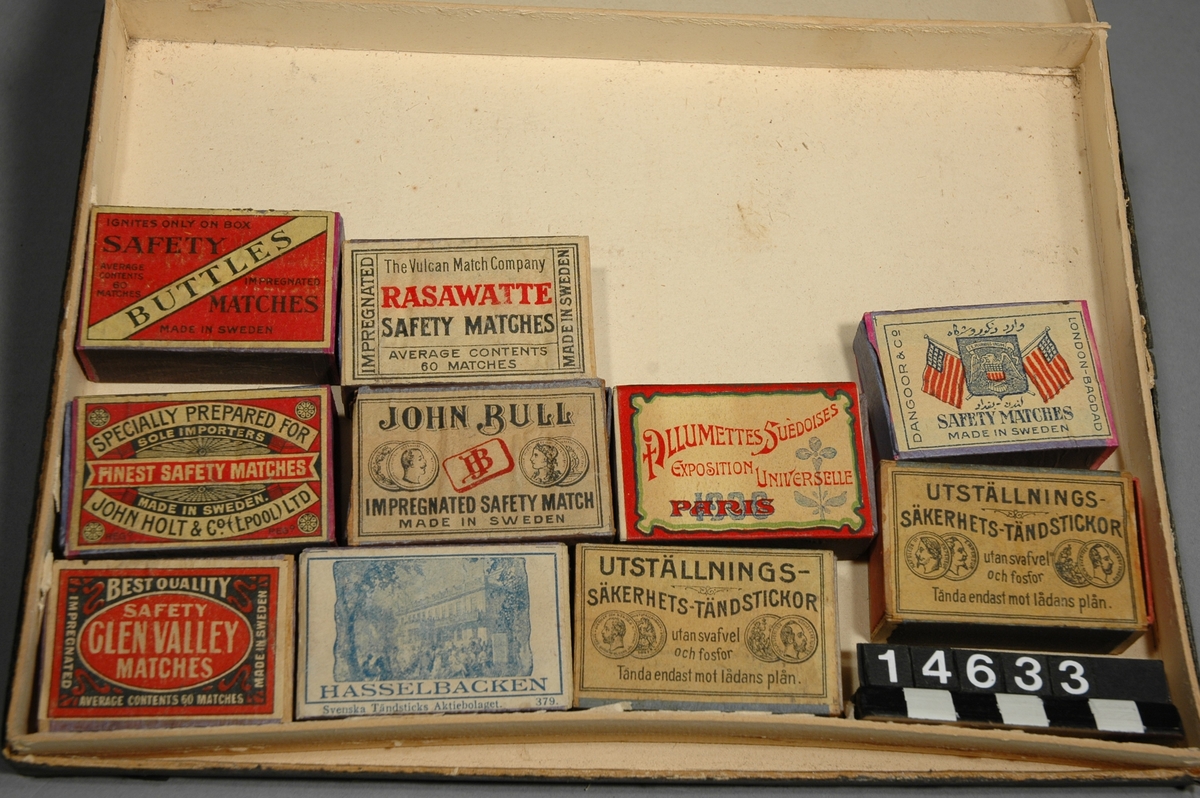 IGNITES ONLY ON BOX
SAFETY
AVERAGE
CONTENTS
60
MATCHES
BUTTLES
IMPREGNATED
MATCHES
MADE IN SWEDEN
IMPREGNATED
The Vulcan Match Company
RASAWATTE
SAFETY MATCHES
AVERAGE CONTENTS
60 MATCHES
MADE IN SWEDEN
DANGOOR & Co
LONDON-BAGDAD
SAFETY MATCHES
MADE IN SWEDEN
SPECIALLY PREPARED FOR
SOLE IMPORTERS
FINEST SAFETY MATCHES
MADE IN SWEDEN.
JOHN HOLT & Co. (L'POOL) LTD
JOHN BULL
JB
IMPREGNATED SAFETY MATCH
MADE IN SWEDEN
ALLUMETTES SUÈDOISES
EXPOSITION
UNIVERSELLE
PARIS
UTSTÄLLNINGS-
SÄKERHETS-TÄNDSTICKOR
utan svafvel
och fosfor
Tända endast mot lådans plån.
IMPREGNATED
BEST QUALITY
SAFETY
GLEN VALLEY
MATCHES
AVERAGE CONTENTS 60 MATCHES
MADE IN SWEDEN
HASSELBACKEN
Svenska Tändsticks Aktiebolaget. 379.
UTSTÄLLNINGS-
SÄKERHETS-TÄNDSTICKOR
utan svafvel
och fosfor
Tända endast mot lådans plån.
14633